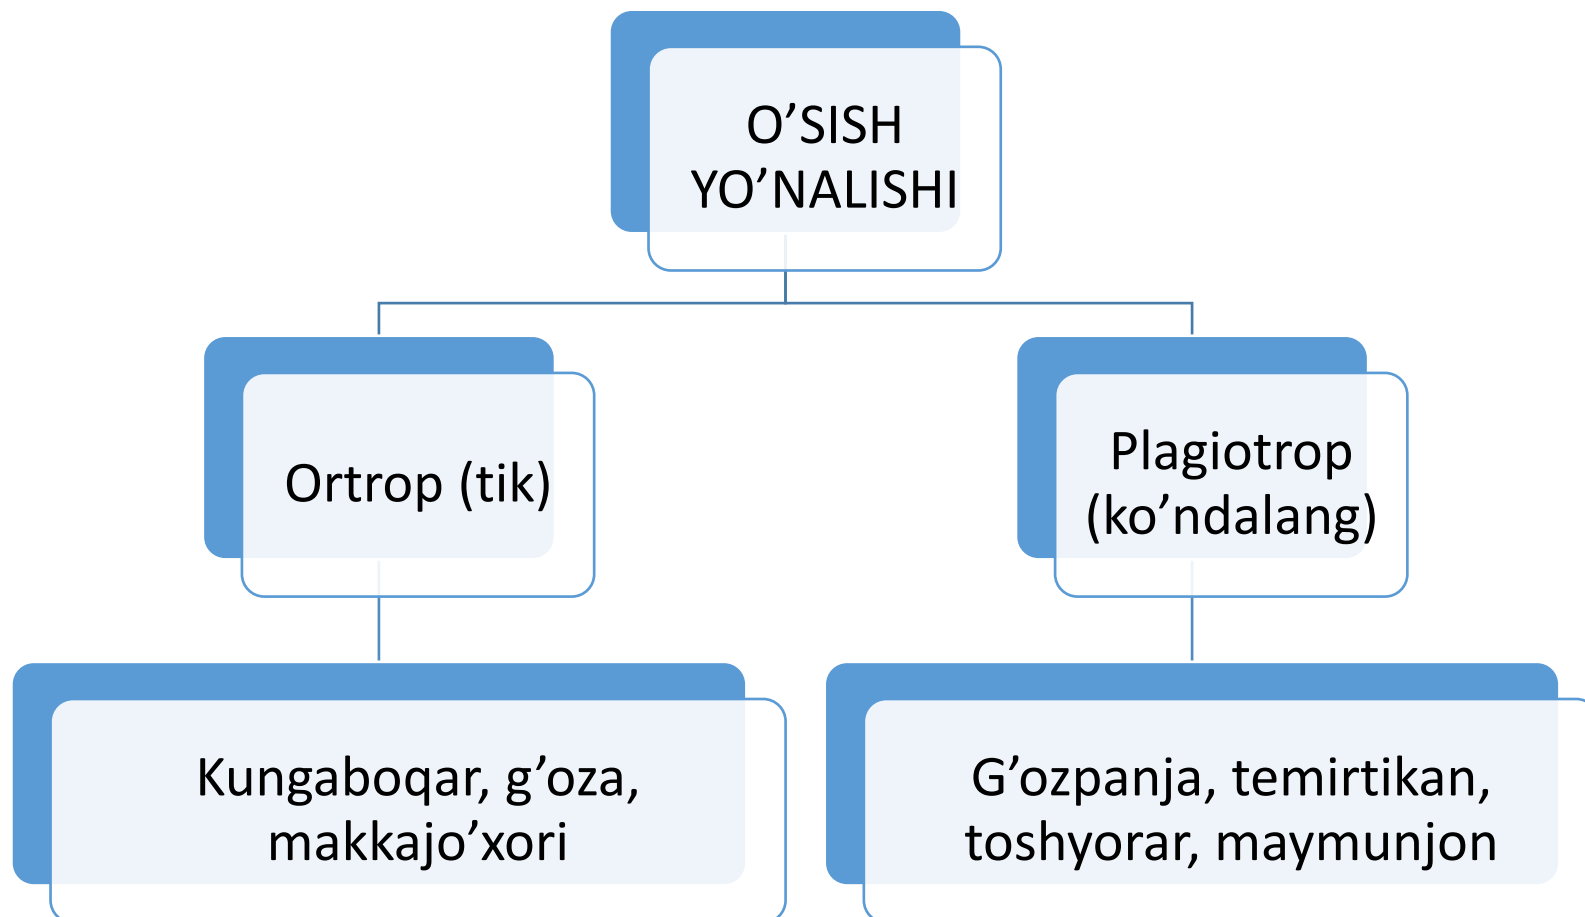 O’SISH
YO’NALISHI
Ortrop (tik)
Plagiotrop
(ko’ndalang)
Kungaboqar, g’oza,
makkajo’xori
G’ozpanja, temirtikan,
toshyorar, maymunjon